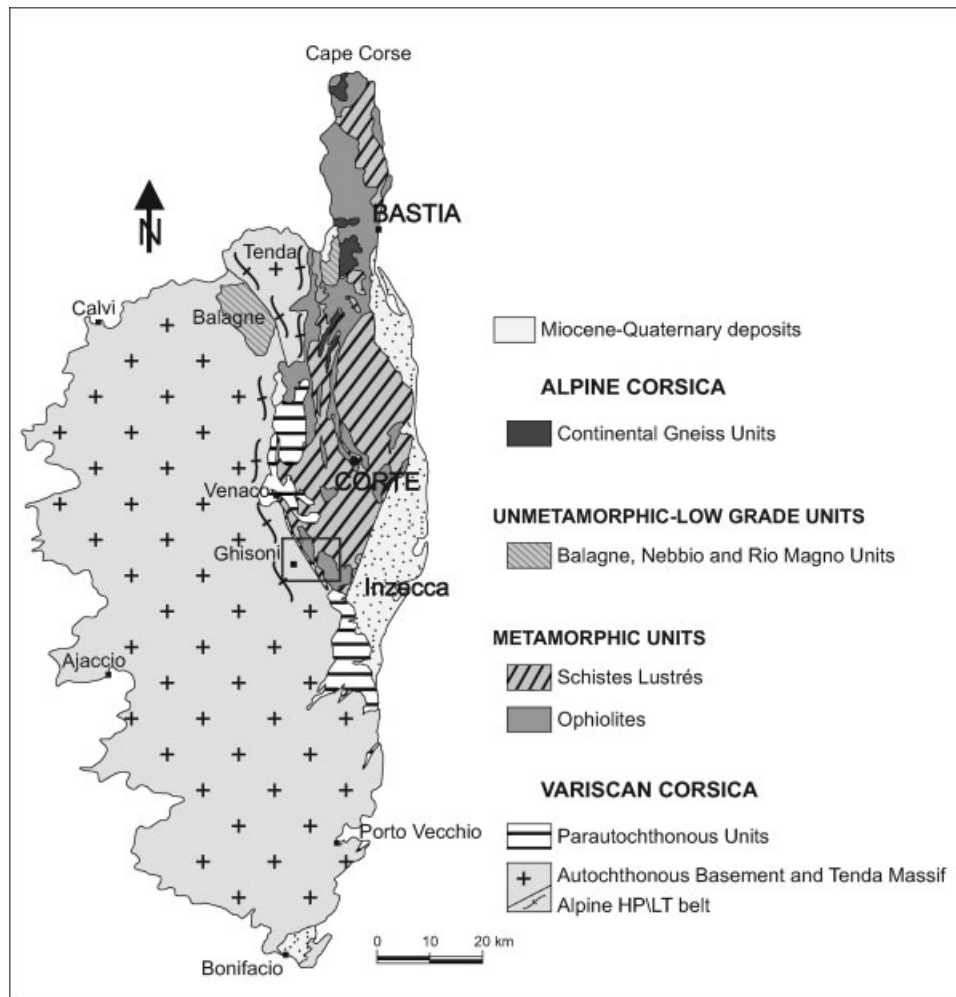 Cape Corse
N
BASTIA
Tenda
Calvi
Balagne
CORTE
Venaco
Ghisoni
Inzecca
Ajaccio
Porto Vecchio
Bonifacio
0 10 20 km
Miocene-Quaternary deposits
ALPINE CORSICA
Continental Gneiss Units
UNMETAMORPHIC-LOW GRADE UNITS
Balagne, Nebbio and Rio Magno Units
METAMORPHIC UNITS
Schistes Lustrés
Ophiolites
VARISCAN CORSICA
Parautochthonous Units
Autochthonous Basement and Tenda Massif
Alpine HP\LT belt